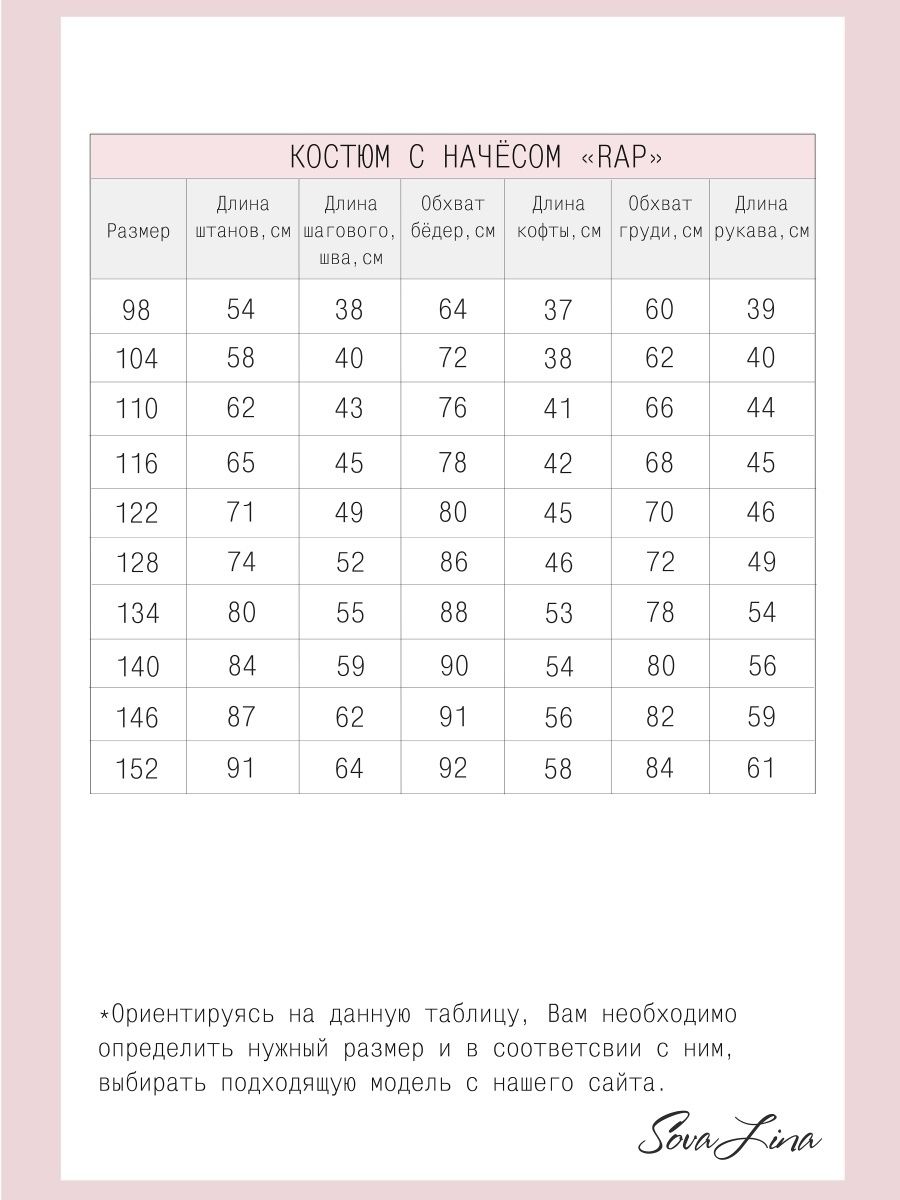 КОСТЮМ С НАЧЁСОМ «RAP»
Размер Длина штанов,см Длина шагового, шва,см Обхват бёдер,см Длина кофты,см Обхват груди,см Длина рукава,см
98 54 38 64 37 60 39
104 58 40 72 38 62 40
110 62 43 76 41 66 44
116 65 45 78 42 68 45
122 71 49 80 45 70 46
128 74 52 86 46 72 49
134 80 55 88 53 78 54
140 84 59 90 54 80 56
146 87 62 91 56 82 59
152 91 64 92 58 84 61
*Ориентируясь на данную таблицу, Вам необходимо
определить нужный размер и в соответсвии с ним,
выбирать подходящую модель с нашего сайта.
Sova Lina